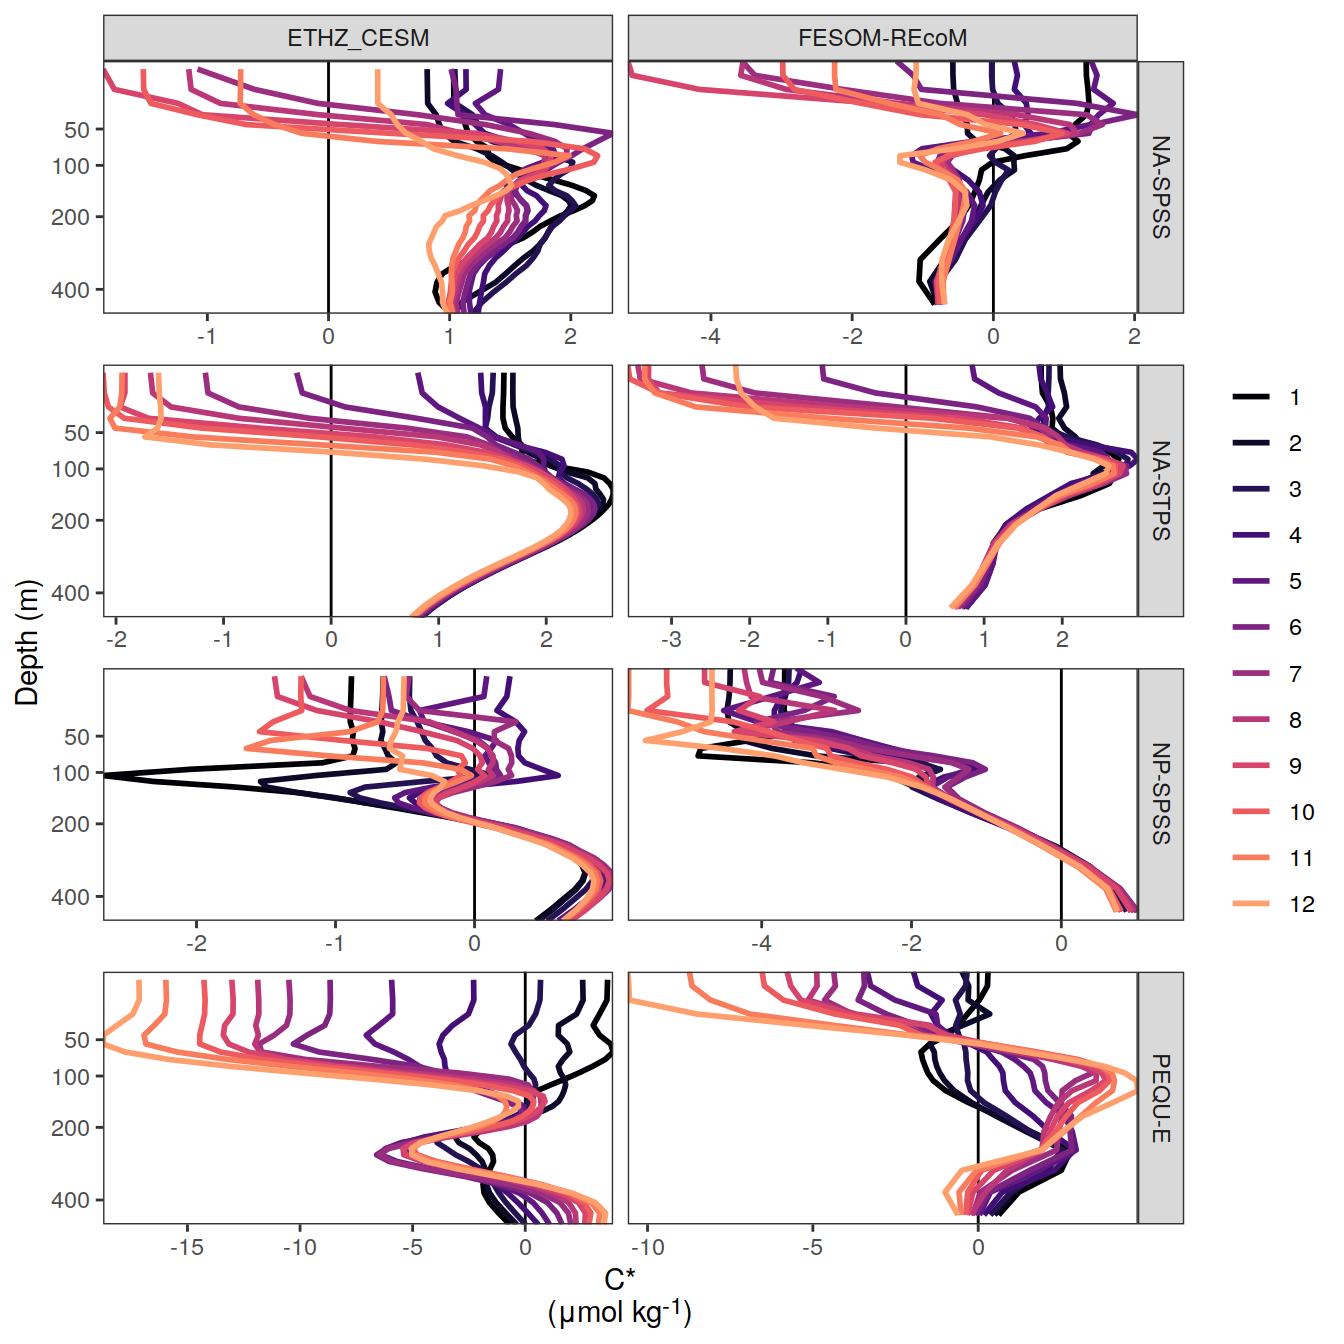 ETHZ_CESM FESOM-REcoM
50
100
200
400
NA-SPSS
-1 0 1 2 -4 -2 0 2
50
100
200
400
NA-STPS
-2 -1 0 1 2 -3 -2 -1 0 1 2
50
100
200
400
NP-SPSS
-2 -1 0 -4 -2 0
50
100
200
400
PEQU-E
-15 -10 -5 0 -10 -5 0
Depth (m)
C*
(µmol kg⁻¹)
1
2
3
4
5
6
7
8
9
10
11
12